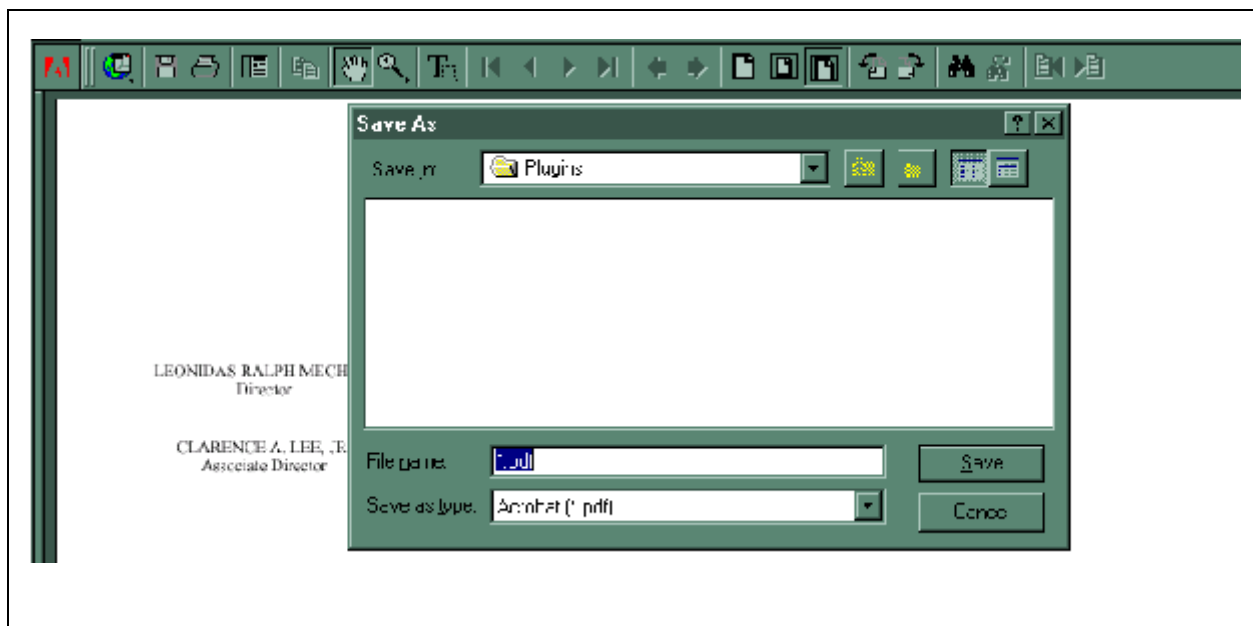 Save As
Save in:
Plugins
LEONIDAS RALPH MECH
Director
CLARENCE A. LEE, JR.
Associate Director
File name:
*.pdf
Save
Save as type:
Acrobat (*.pdf)
Cancel